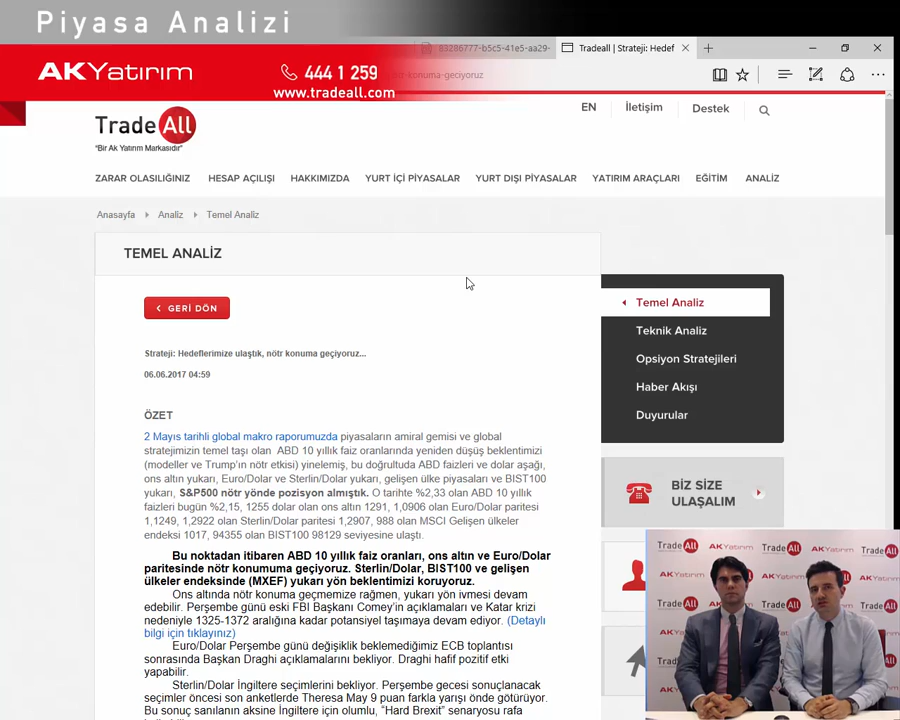 Piyasa Analizi
83286777-b5c5-41e5-aa29-
Tradeall | Strateji: Hedef
AKYatırım
444 1 259
www.tradeall.com
konuma-geciyoruz
EN
İletişim
Destek
Trade All
"Bir Ak Yatırım Markasıdır"
ZARAR OLASILIĞINIZ
HESAP AÇILIŞI
HAKKIMIZDA
YURT İÇİ PİYASALAR
YURT DIŞI PİYASALAR
YATIRIM ARAÇLARI
EĞİTİM
ANALİZ
Anasayfa
Analiz
Temel Analiz
TEMEL ANALİZ
GERİ DÖN
Strateji: Hedeflerimize ulaştık, nötr konuma geçiyoruz...
06.06.2017 04:59
ÖZET
2 Mayıs tarihli global makro raporumuzda piyasaların amiral gemisi ve global
stratejimizin temel taşı olan ABD 10 yıllık faiz oranlarında yeniden düşüş beklentimizi
(modeller ve Trump'ın nötr etkisi) yinelemiş, bu doğrultuda ABD faizleri ve dolar aşağı,
ons altın yukarı, Euro/Dolar ve Sterlin/Dolar yukarı, gelişen ülke piyasaları ve BIST100
yukarı, S&P500 nötr yönde pozisyon almıştık. O tarihte %2,33 olan ABD 10 yıllık
faizleri bugün %2,15, 1255 dolar olan ons altın 1291, 1,0906 olan Euro/Dolar paritesi
1,1249, 1,2922 olan Sterlin/Dolar paritesi 1,2907, 988 olan MSCI Gelişen ülkeler
endeksi 1017, 94355 olan BIST100 98129 seviyesine ulaştı.
Bu noktadan itibaren ABD 10 yıllık faiz oranları, ons altın ve Euro/Dolar
paritesinde nötr konumuma geçiyoruz. Sterlin/Dolar, BIST100 ve gelişen
ülkeler endeksinde (MXEF) yukarı yön beklentimizi koruyoruz.
Ons altında nötr konuma geçmemize rağmen, yukarı yön ivmesi devam
edebilir. Perşembe günü eski FBI Başkanı Comey'in açıklamaları ve Katar krizi
nedeniyle 1325-1372 aralığına kadar potansiyel taşımaya devam ediyor. (Detaylı
bilgi için tıklayınız)
Euro/Dolar Perşembe günü değişiklik beklemediğimiz ECB toplantısı
sonrasında Başkan Draghi açıklamalarını bekliyor. Draghi hafif pozitif etki
yapabilir.
Sterlin/Dolar İngiltere seçimlerini bekliyor. Perşembe gecesi sonuçlanacak
seçimler öncesi son anketlerde Theresa May 9 puan farkla yarışı önde götürüyor.
Bu sonuç sanılanın aksine İngiltere için olumlu, "Hard Brexit" senaryosu rafa
Temel Analiz
Teknik Analiz
Opsiyon Stratejileri
Haber Akışı
Duyurular
BİZ SİZE
ULAŞALIM
Trade All
AKYatırım
Trade All
AKYatırım